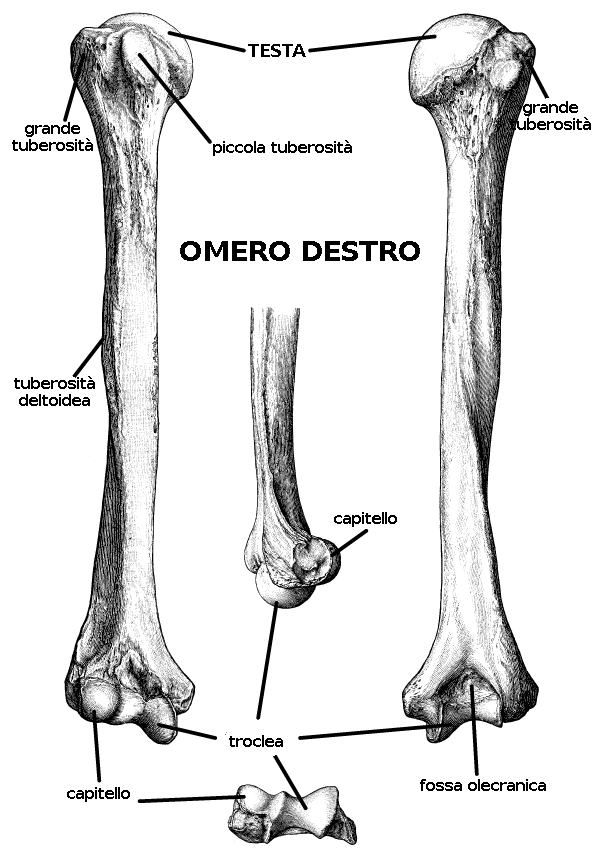 TESTA
grande
tuberosità
grande
tuberosità
piccola tuberosità
OMERO DESTRO
tuberosità
deltoidea
capitello
troclea
fossa olecranica
capitello